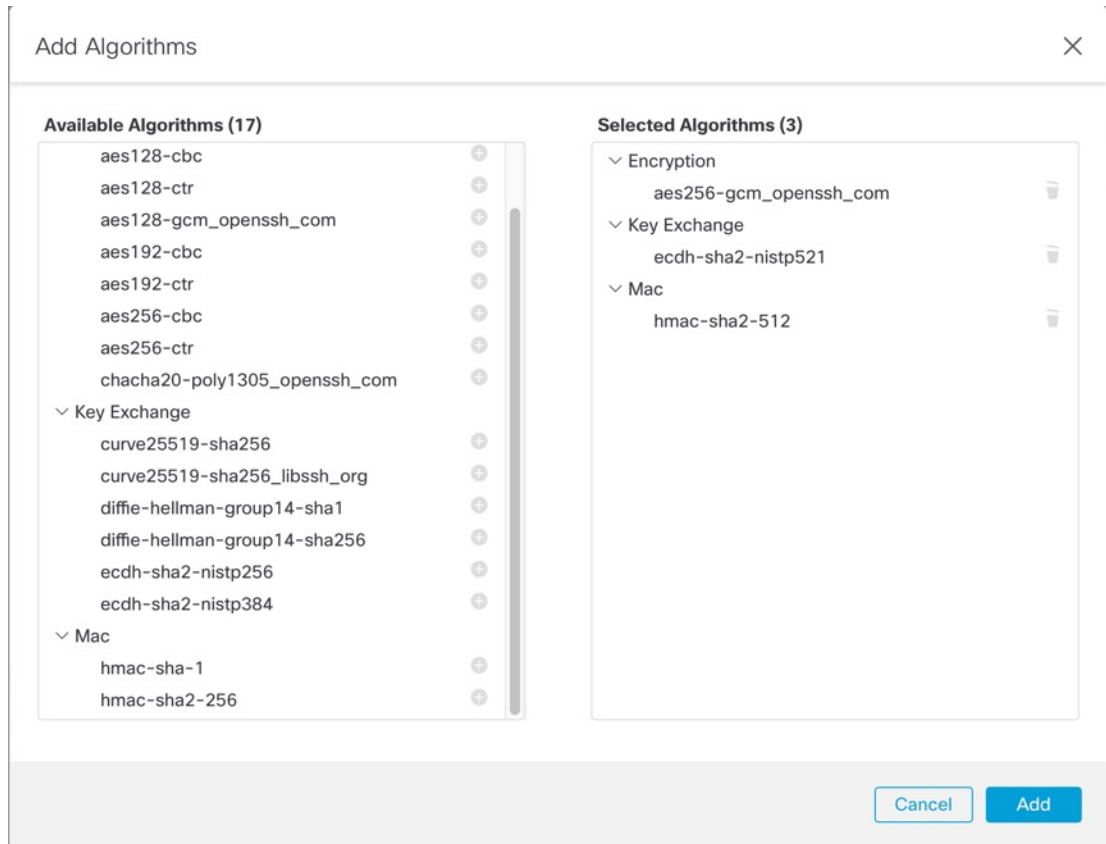 Add Algorithms
Available Algorithms (17)
aes128-cbc
aes128-ctr
aes128-gcm_openssh_com
aes192-cbc
aes192-ctr
aes256-cbc
aes256-ctr
chacha20-poly1305_openssh_com
Key Exchange
curve25519-sha256
curve25519-sha256_libssh_org
diffie-hellman-group14-sha1
diffie-hellman-group14-sha256
ecdh-sha2-nistp256
ecdh-sha2-nistp384
Mac
hmac-sha-1
hmac-sha2-256
Selected Algorithms (3)
Encryption
aes256-gcm_openssh_com
Key Exchange
ecdh-sha2-nistp521
Mac
hmac-sha2-512
Cancel
Add